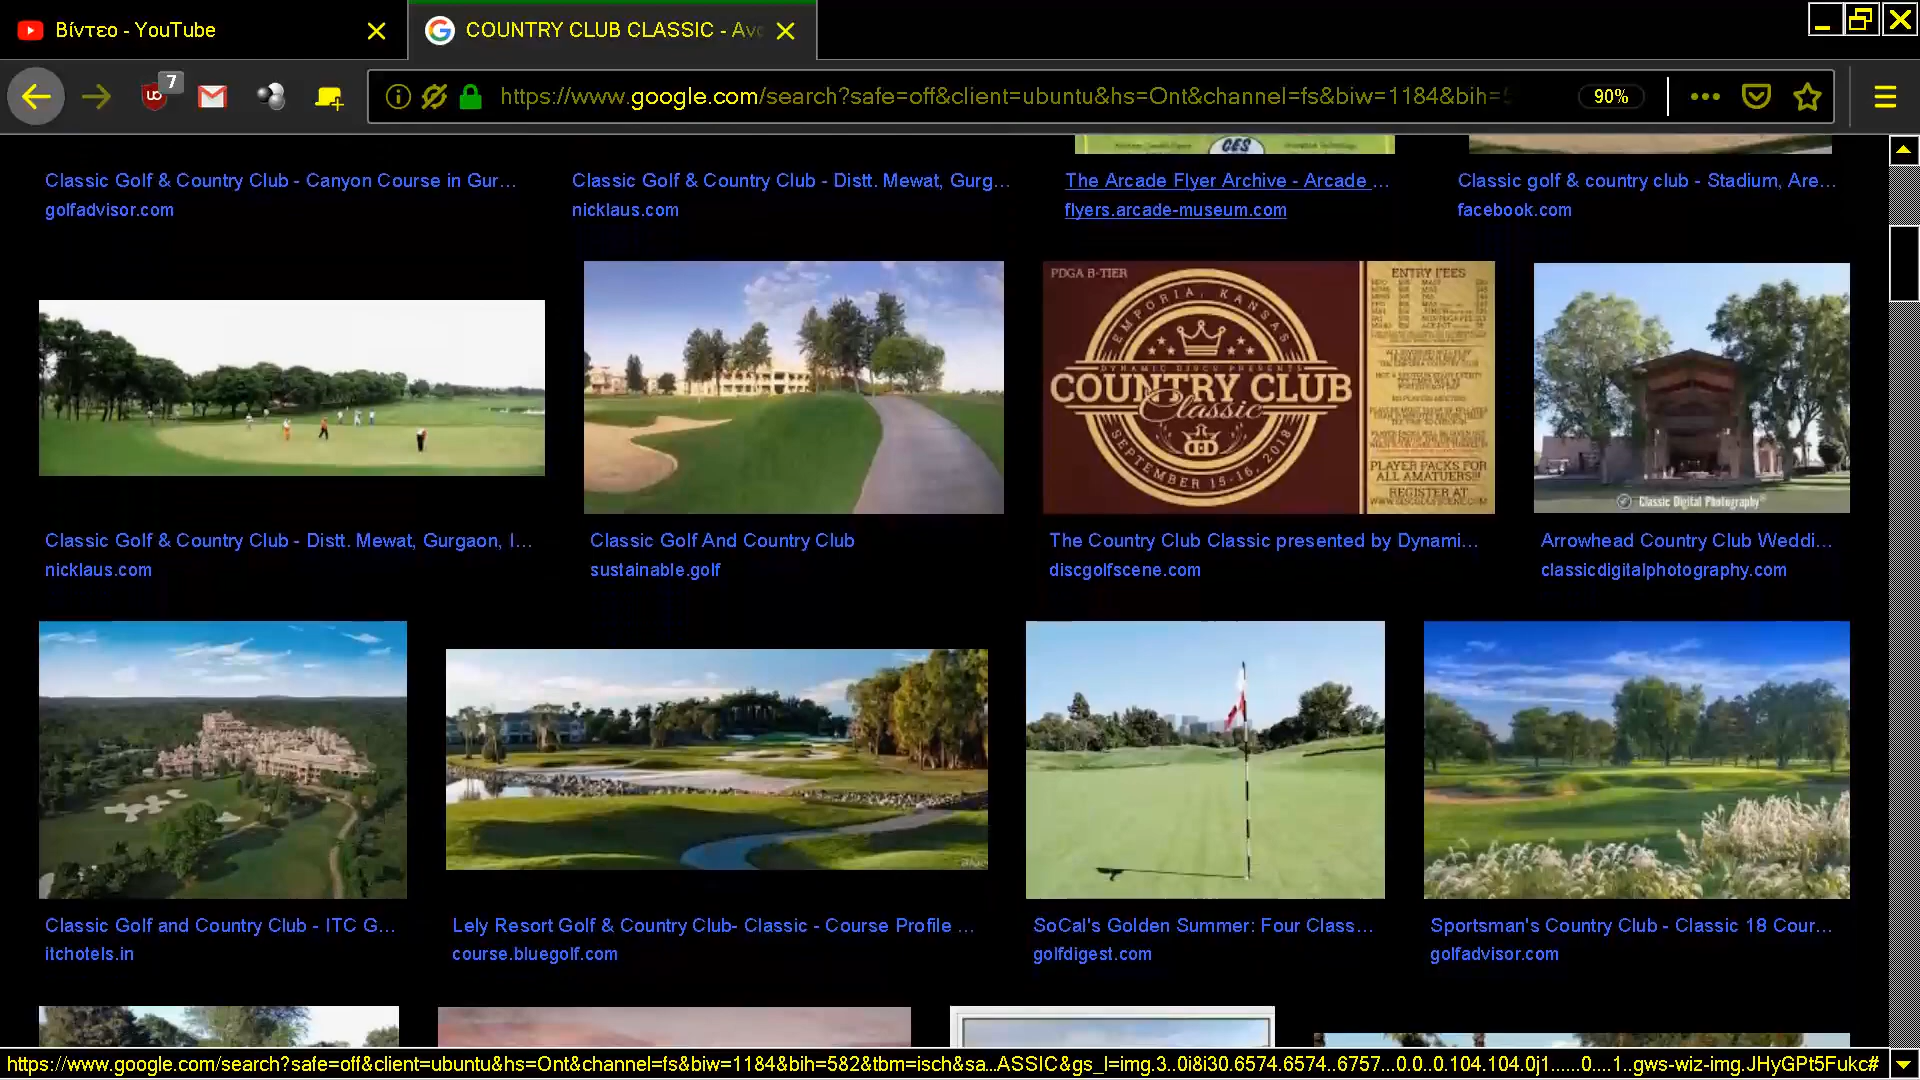 Βίντεο - YouTube
COUNTRY CLUB CLASSIC - Ανα
7
https://www.google.com/search?safe=off&client=ubuntu&hs=Ont&channel=fs&biw=1184&bih=5
90%
CES
Classic Golf & Country Club - Canyon Course in Gur...
golfadvisor.com
Classic Golf & Country Club - Distt. Mewat, Gurg...
nicklaus.com
The Arcade Flyer Archive - Arcade ...
flyers.arcade-museum.com
Classic golf & country club - Stadium, Are...
facebook.com
PDGA B-TIER
EMPORIA, KANSAS
DYNAMIC DISCS PRESENTS
COUNTRY CLUB
Classic
SEPTEMBER 15-16, 2018
ENTRY FEES
PLAYER PACKS FOR
ALL AMATUERS!!!
REGISTER AT
WWW.DISCGOLFSCENE.COM
Classic Digital Photography
Classic Golf & Country Club - Distt. Mewat, Gurgaon, I...
nicklaus.com
Classic Golf And Country Club
sustainable.golf
The Country Club Classic presented by Dynami...
discgolfscene.com
Arrowhead Country Club Weddi...
classicdigitalphotography.com
Classic Golf and Country Club - ITC G...
itchotels.in
Lely Resort Golf & Country Club- Classic - Course Profile ...
course.bluegolf.com
SoCal's Golden Summer: Four Class...
golfdigest.com
Sportsman's Country Club - Classic 18 Cour...
golfadvisor.com
https://www.google.com/search?safe=off&client=ubuntu&hs=Ont&channel=fs&biw=1184&bih=582&tbm=isch&sa...ASSIC&gs_l=img.3..0i8i30.6574.6574..6757...0.0..0.104.104.0j1......0....1..gws-wiz-img.JHyGPt5Fukc#